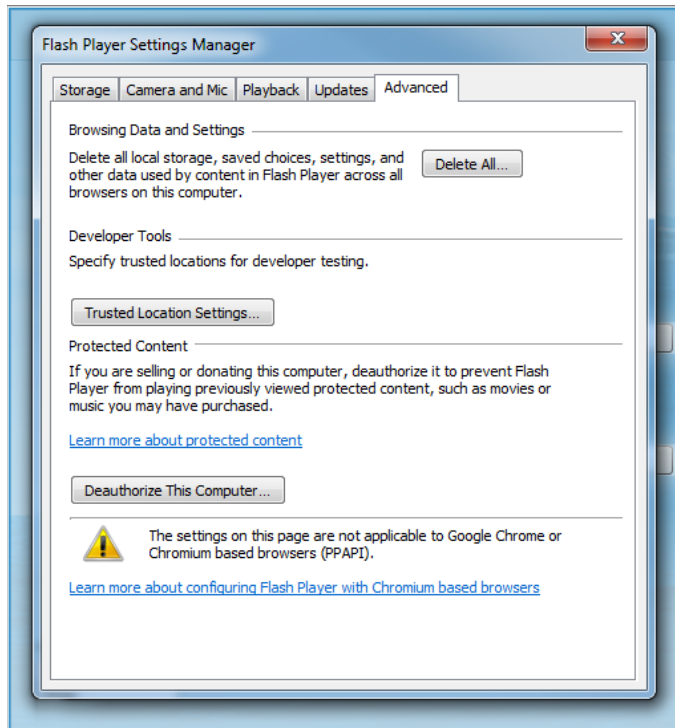 Flash Player Settings Manager
Storage
Camera and Mic
Playback
Updates
Advanced
Browsing Data and Settings
Delete all local storage, saved choices, settings, and
other data used by content in Flash Player across all
browsers on this computer.
Delete All...
Developer Tools
Specify trusted locations for developer testing.
Trusted Location Settings...
Protected Content
If you are selling or donating this computer, deauthorize it to prevent Flash
Player from playing previously viewed protected content, such as movies or
music you may have purchased.
Learn more about protected content
Deauthorize This Computer...
The settings on this page are not applicable to Google Chrome or
Chromium based browsers (PPAPI).
Learn more about configuring Flash Player with Chromium based browsers